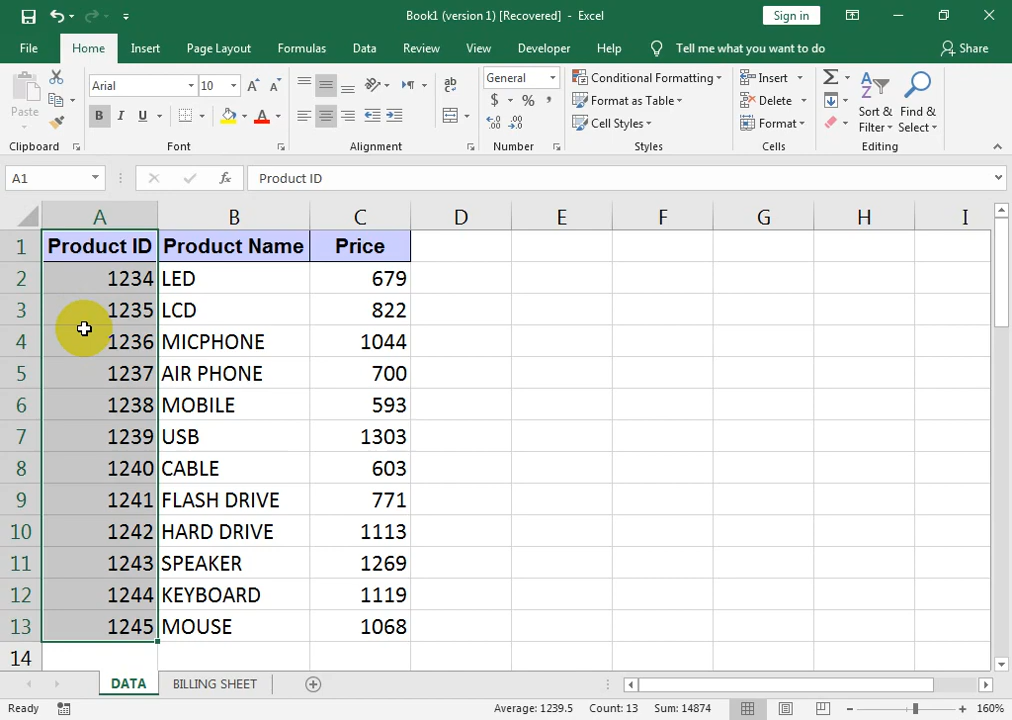 Book1 (version 1) [Recovered] - Excel
Sign in
File Home Insert Page Layout Formulas Data Review View Developer Help Tell me what you want to do Share
Paste
Arial 10
B I U A
ab c
General
$ % ,
Conditional Formatting
Format as Table
Cell Styles
Insert
Delete
Format
Sort & Filter
Find & Select
Clipboard Font Alignment Number Styles Cells Editing
A1 fx Product ID
A B C D E F G H I
1 Product ID Product Name Price
2 1234 LED 679
3 1235 LCD 822
4 1236 MICPHONE 1044
5 1237 AIR PHONE 700
6 1238 MOBILE 593
7 1239 USB 1303
8 1240 CABLE 603
9 1241 FLASH DRIVE 771
10 1242 HARD DRIVE 1113
11 1243 SPEAKER 1269
12 1244 KEYBOARD 1119
13 1245 MOUSE 1068
14
DATA BILLING SHEET
Ready Average: 1239.5 Count: 13 Sum: 14874 160%